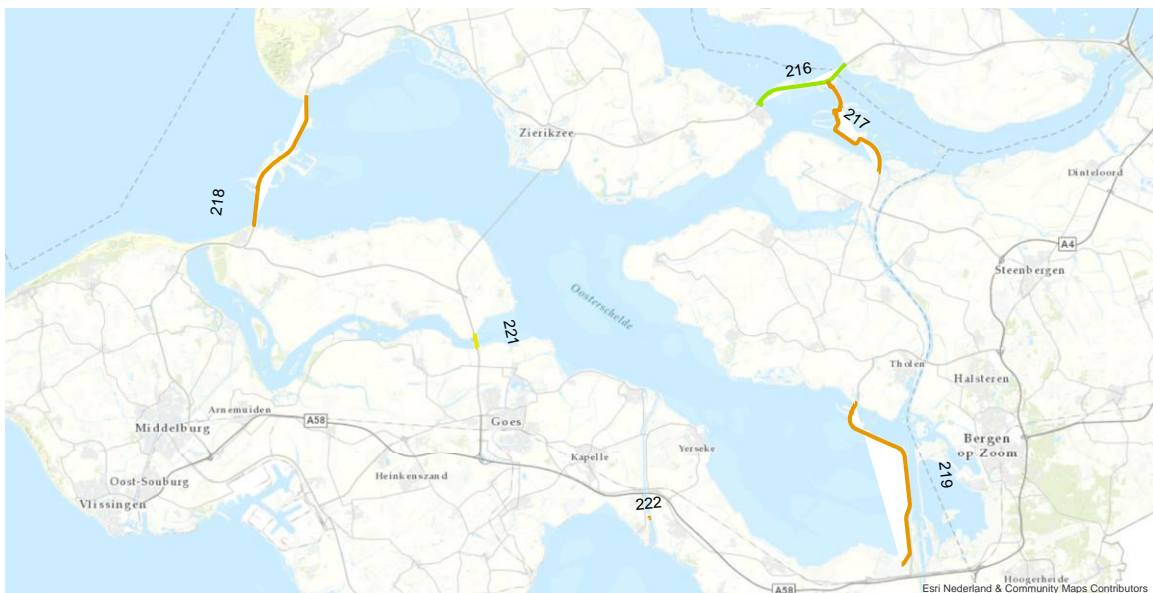 216
217
Zierikzee
Dinteloord
218
A4
Steenbergen
Oosterschelde
221
Tholen
Halsteren
Arnemuiden
A58
Goes
Middelburg
Bergen
op Zoom
Yerseke
Kapelle
Heinkenszand
219
Oost-Souburg
Vlissingen
222
Hoogerheide
A58
Esri Nederland & Community Maps Contributors